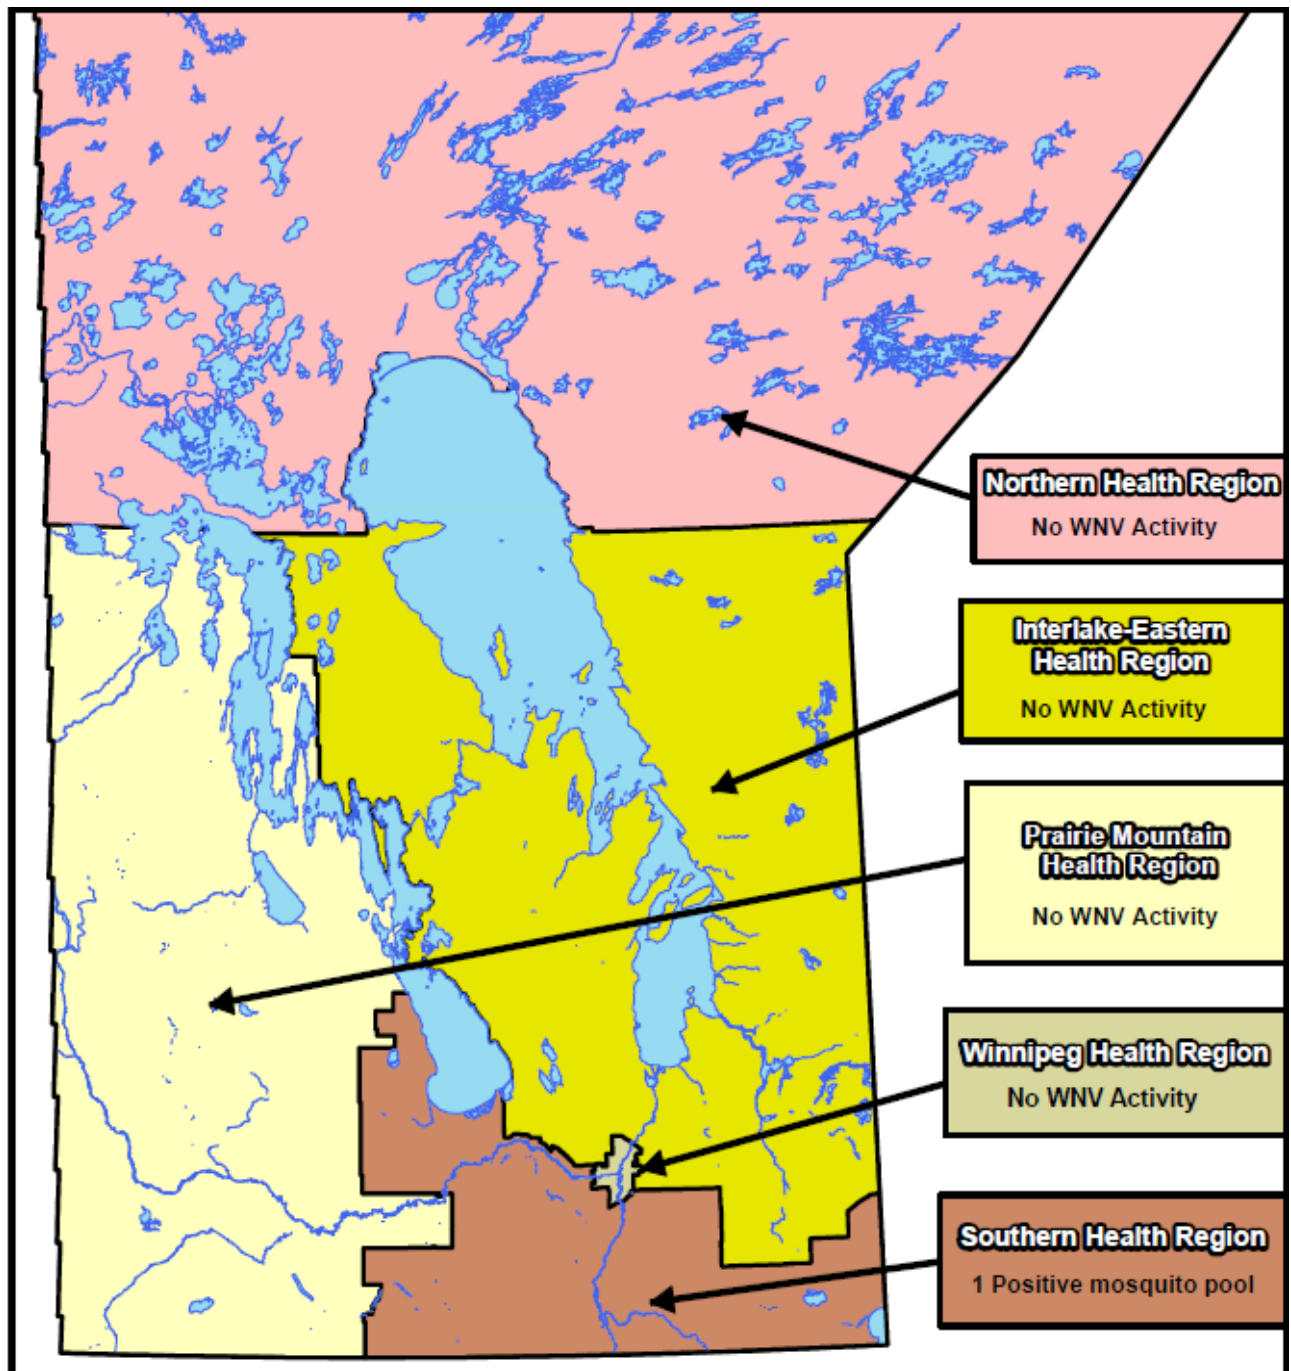 Northern Health Region
No WNV Activity
Interlake-Eastern
Health Region
No WNV Activity
Prairie Mountain
Health Region
No WNV Activity
Winnipeg Health Region
No WNV Activity
Southern Health Region
1 Positive mosquito pool